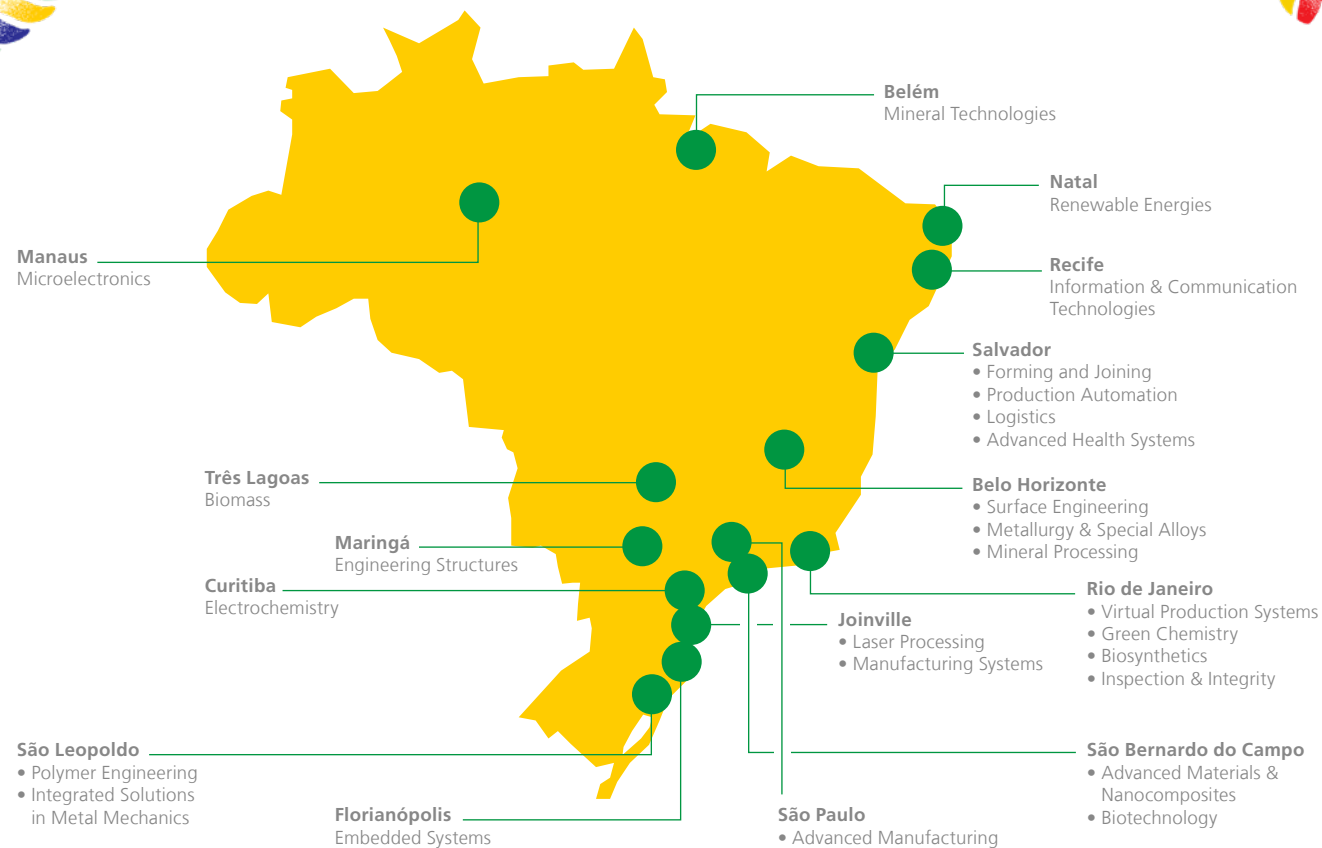 Belém
Mineral Technologies
Natal
Renewable Energies
Manaus
Microelectronics
Recife
Information & Communication
Technologies
Salvador
• Forming and Joining
• Production Automation
• Logistics
• Advanced Health Systems
Três Lagoas
Biomass
Belo Horizonte
• Surface Engineering
• Metallurgy & Special Alloys
• Mineral Processing
Maringá
Engineering Structures
Curitiba
Electrochemistry
Rio de Janeiro
• Virtual Production Systems
• Green Chemistry
• Biosynthetics
• Inspection & Integrity
Joinville
• Laser Processing
• Manufacturing Systems
São Leopoldo
• Polymer Engineering
• Integrated Solutions
in Metal Mechanics
São Bernardo do Campo
• Advanced Materials &
Nanocomposites
• Biotechnology
Florianópolis
Embedded Systems
São Paulo
• Advanced Manufacturing